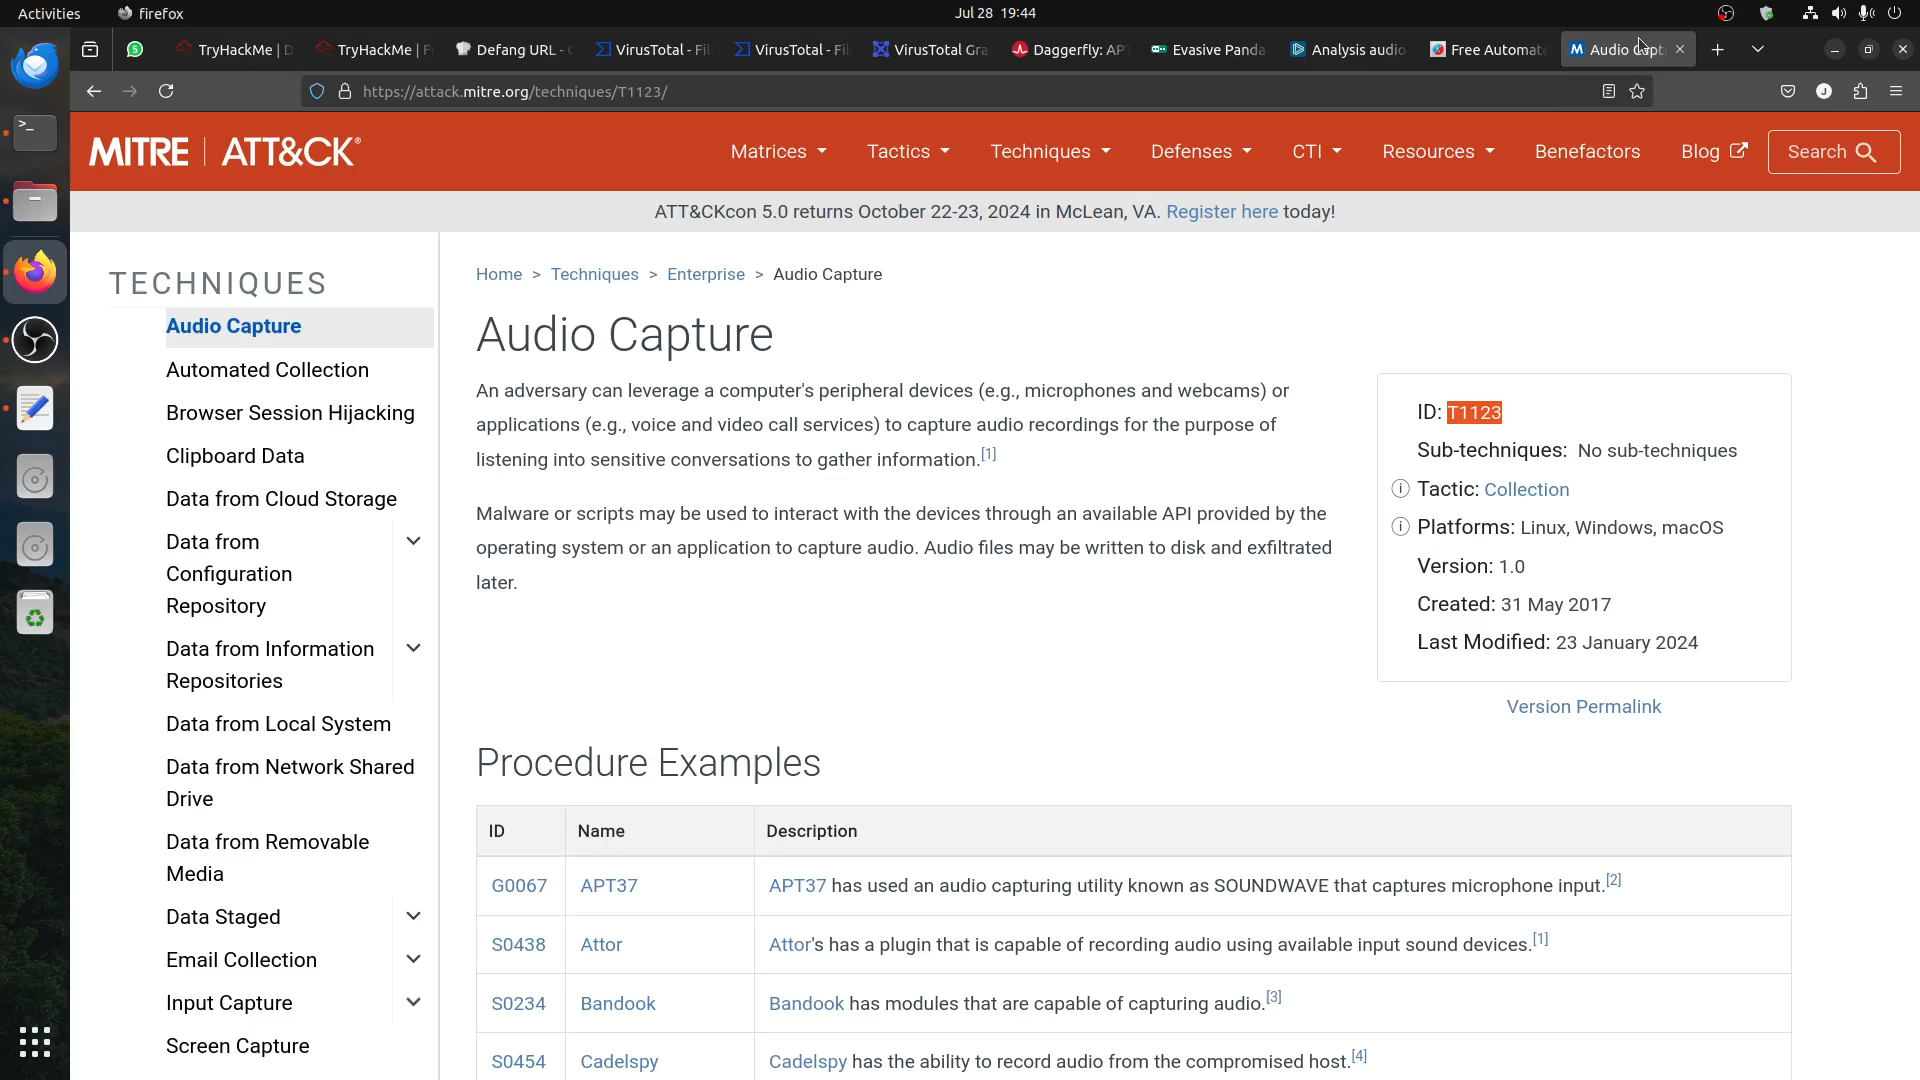 Activities
firefox
Jul 28 19:44
TryHackMe | D
TryHackMe | F
Defang URL - C
VirusTotal - Fil
VirusTotal - Fil
VirusTotal Gra
Daggerfly: APT
Evasive Panda
Analysis audio
Free Automate
Audio Capt
https://attack.mitre.org/techniques/T1123/
J
MITRE | ATT&CK®
Matrices
Tactics
Techniques
Defenses
CTI
Resources
Benefactors
Blog
Search
ATT&CKcon 5.0 returns October 22-23, 2024 in McLean, VA. Register here today!
TECHNIQUES
Audio Capture
Automated Collection
Browser Session Hijacking
Clipboard Data
Data from Cloud Storage
Data from
Configuration
Repository
Data from Information
Repositories
Data from Local System
Data from Network Shared
Drive
Data from Removable
Media
Data Staged
Email Collection
Input Capture
Screen Capture
Home > Techniques > Enterprise > Audio Capture
Audio Capture
An adversary can leverage a computer's peripheral devices (e.g., microphones and webcams) or
applications (e.g., voice and video call services) to capture audio recordings for the purpose of
listening into sensitive conversations to gather information.[1]
Malware or scripts may be used to interact with the devices through an available API provided by the
operating system or an application to capture audio. Audio files may be written to disk and exfiltrated
later.
ID: T1123
Sub-techniques: No sub-techniques
Tactic: Collection
Platforms: Linux, Windows, macOS
Version: 1.0
Created: 31 May 2017
Last Modified: 23 January 2024
Version Permalink
Procedure Examples
ID Name Description
G0067 APT37 APT37 has used an audio capturing utility known as SOUNDWAVE that captures microphone input.[2]
S0438 Attor Attor's has a plugin that is capable of recording audio using available input sound devices.[1]
S0234 Bandook Bandook has modules that are capable of capturing audio.[3]
S0454 Cadelspy Cadelspy has the ability to record audio from the compromised host.[4]